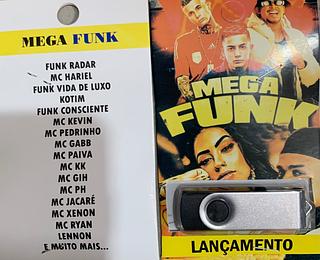 MEGA FUNK
FUNK RADAR
MC HARIEL
FUNK VIDA DE LUXO
KOTIM
FUNK CONSCIENTE
MC KEVIN
MC PEDRINHO
MC GABB
MC PAIVA
MC KK
MC GIH
MC PH
MC JACARÉ
MC XENON
MC RYAN
LENNON
E MUITO MAIS...
MEGA
FUNK
LANÇAMENTO